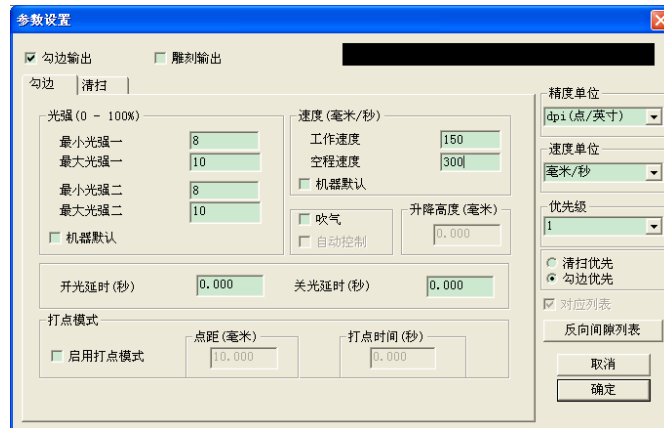 参数设置
勾边输出 雕刻输出
勾边 清扫
光强(0 - 100%)
最小光强一 8
最大光强一 10
最小光强二 8
最大光强二 10
机器默认
速度(毫米/秒)
工作速度 150
空程速度 300
机器默认
吹气
自动控制
升降高度(毫米)
0.000
开光延时(秒) 0.000 关光延时(秒) 0.000
打点模式
启用打点模式
点距(毫米)
10.000
打点时间(秒)
0.000
精度单位
dpi(点/英寸)
速度单位
毫米/秒
优先级
1
清扫优先
勾边优先
对应列表
反向间隙列表
取消
确定